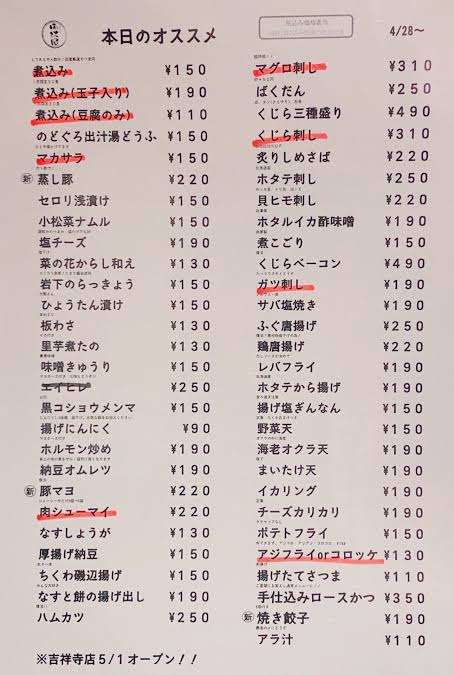 本日のオススメ
4/28〜
煮込み ¥150
煮込み(玉子入り) ¥190
煮込み(豆腐のみ) ¥110
のどぐろ出汁湯どうふ ¥150
マカサラ ¥150
新 蒸し豚 ¥220
セロリ浅漬け ¥150
小松菜ナムル ¥150
塩チーズ ¥190
菜の花からし和え ¥130
岩下のらっきょう ¥150
ひょうたん漬け ¥150
板わさ ¥130
里芋煮たの ¥130
味噌きゅうり ¥150
エイヒレ ¥250
黒コショウメンマ ¥150
揚げにんにく ¥90
ホルモン炒め ¥190
納豆オムレツ ¥190
新 豚マヨ ¥220
肉シューマイ ¥220
なすしょうが ¥130
厚揚げ納豆 ¥150
ちくわ磯辺揚げ ¥150
なすと餅の揚げ出し ¥190
ハムカツ ¥250
※吉祥寺店5/1オープン!!
マグロ刺し ¥310
ばくだん ¥250
くじら三種盛り ¥490
くじら刺し ¥310
炙りしめさば ¥220
ホタテ刺し ¥250
貝ヒモ刺し ¥220
ホタルイカ酢味噌 ¥190
煮こごり ¥150
くじらベーコン ¥490
ガツ刺し ¥190
サバ塩焼き ¥190
ふぐ唐揚げ ¥250
鶏唐揚げ ¥220
レバフライ ¥190
ホタテから揚げ ¥190
揚げ塩ぎんなん ¥150
野菜天 ¥150
海老オクラ天 ¥190
まいたけ天 ¥190
イカリング ¥190
チーズカリカリ ¥190
ポテトフライ ¥150
アジフライorコロッケ ¥130
揚げたてさつま ¥110
手仕込みロースかつ ¥350
新 焼き餃子 ¥190
アラ汁 ¥110